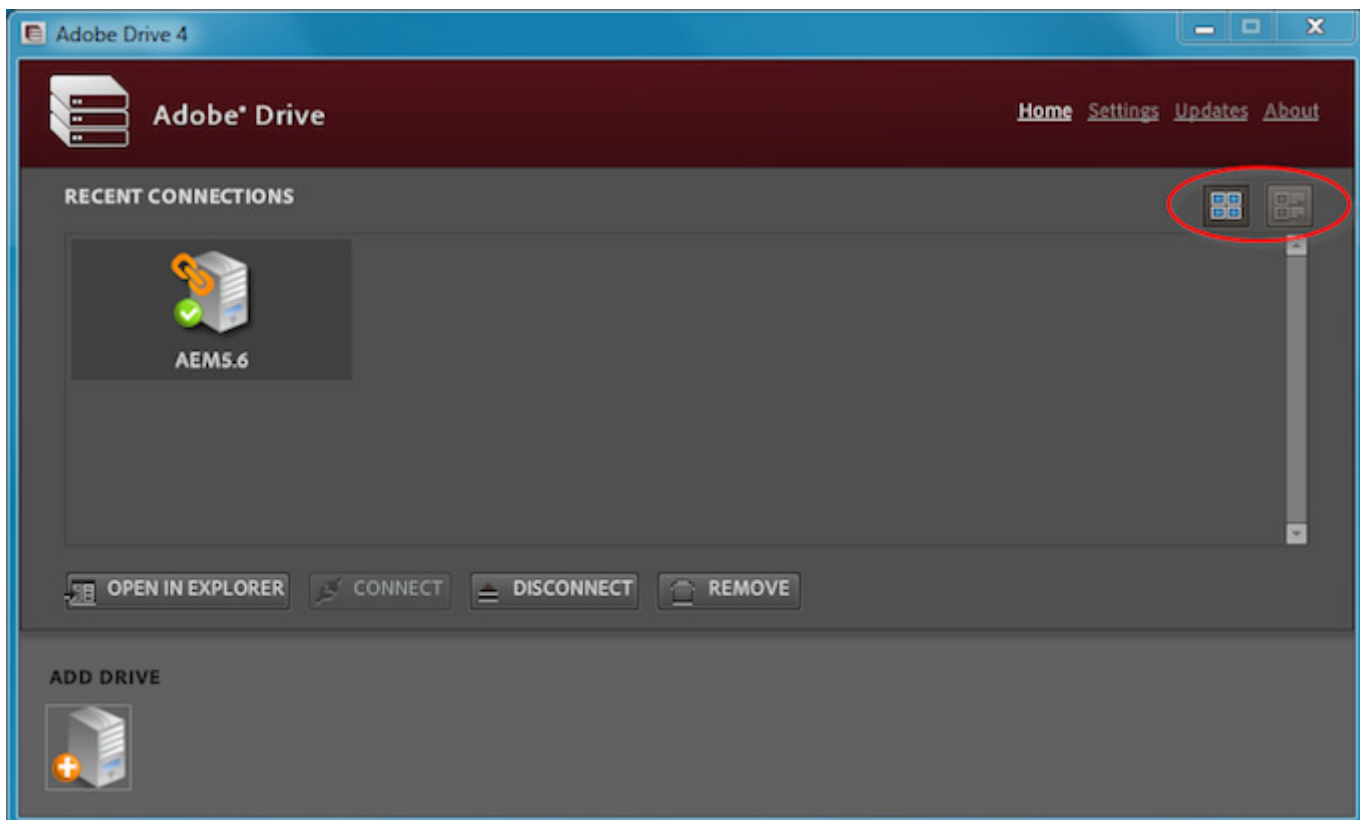 Adobe Drive 4
Adobe® Drive
Home Settings Updates About
RECENT CONNECTIONS
AEM5.6
OPEN IN EXPLORER CONNECT DISCONNECT REMOVE
ADD DRIVE